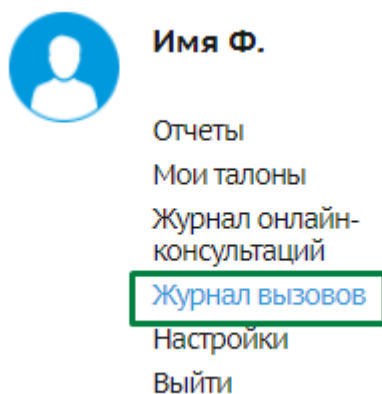 Имя Ф.
Отчеты
Мои талоны
Журнал онлайн-
консультаций
Журнал вызовов
Настройки
Выйти